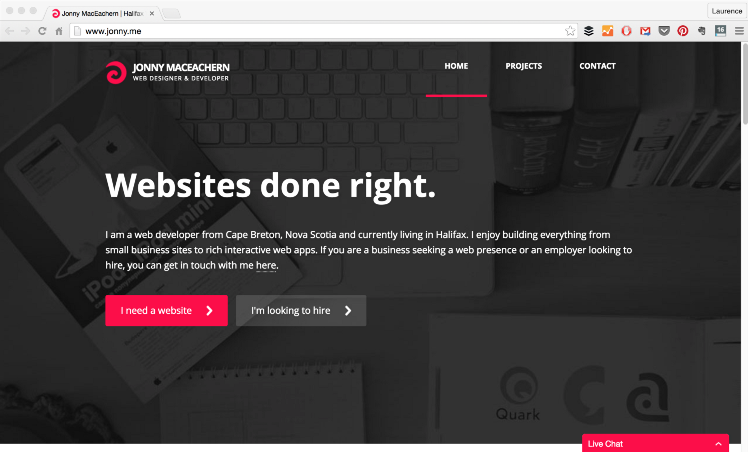 Jonny MacEachern | Halifax
Laurence
www.jonny.me
16
JONNY MACEACHERN
WEB DESIGNER & DEVELOPER
HOME
PROJECTS
CONTACT
Websites done right.
I am a web developer from Cape Breton, Nova Scotia and currently living in Halifax. I enjoy building everything from
small business sites to rich interactive web apps. If you are a business seeking a web presence or an employer looking to
hire, you can get in touch with me here.
I need a website
I'm looking to hire
iPod mini
Quark
Live Chat